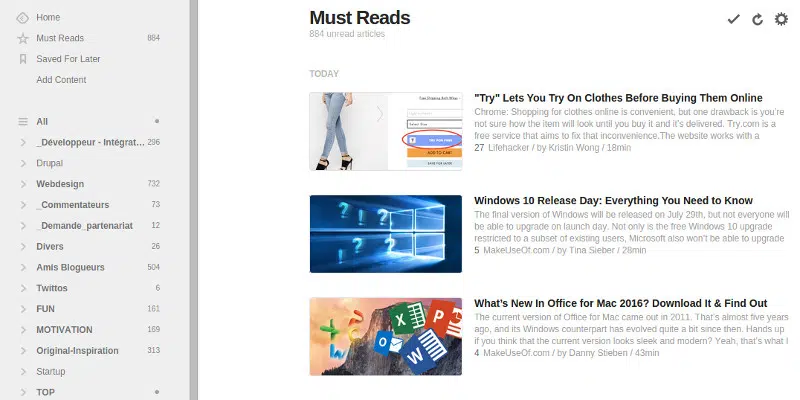 Home
Must Reads 884
Saved For Later
Add Content
All
_Développeur - Intégrat... 296
Drupal
Webdesign 732
_Commentateurs 73
_Demande_partenariat 12
Divers 26
Amis Blogueurs 504
Twittos 6
FUN 161
MOTIVATION 169
Original-Inspiration 313
Startup
TOP
Must Reads
884 unread articles
TODAY
ADD TO CART
"Try" Lets You Try On Clothes Before Buying Them Online
Chrome: Shopping for clothes online is convenient, but one drawback is you're
not sure how the item will look until you buy it and it's delivered. Try.com is a
free service that aims to fix that inconvenience.The website works with a
27 Lifehacker / by Kristin Wong / 18min
?!?
Windows 10 Release Day: Everything You Need to Know
The final version of Windows will be released on July 29th, but not everyone will
be able to upgrade on launch day. Not only is the free Windows 10 upgrade
restricted to a subset of existing users, Microsoft also won't be able to upgrade
5 MakeUseOf.com / by Tina Sieber / 28min
What's New In Office for Mac 2016? Download It & Find Out
The current version of Office for Mac came out in 2011. That's almost five years
ago, and its Windows counterpart has evolved quite a bit since then. Hands up
if you think that the current version looks sleek and modern? Yeah, that's what I
4 MakeUseOf.com / by Danny Stieben / 43min